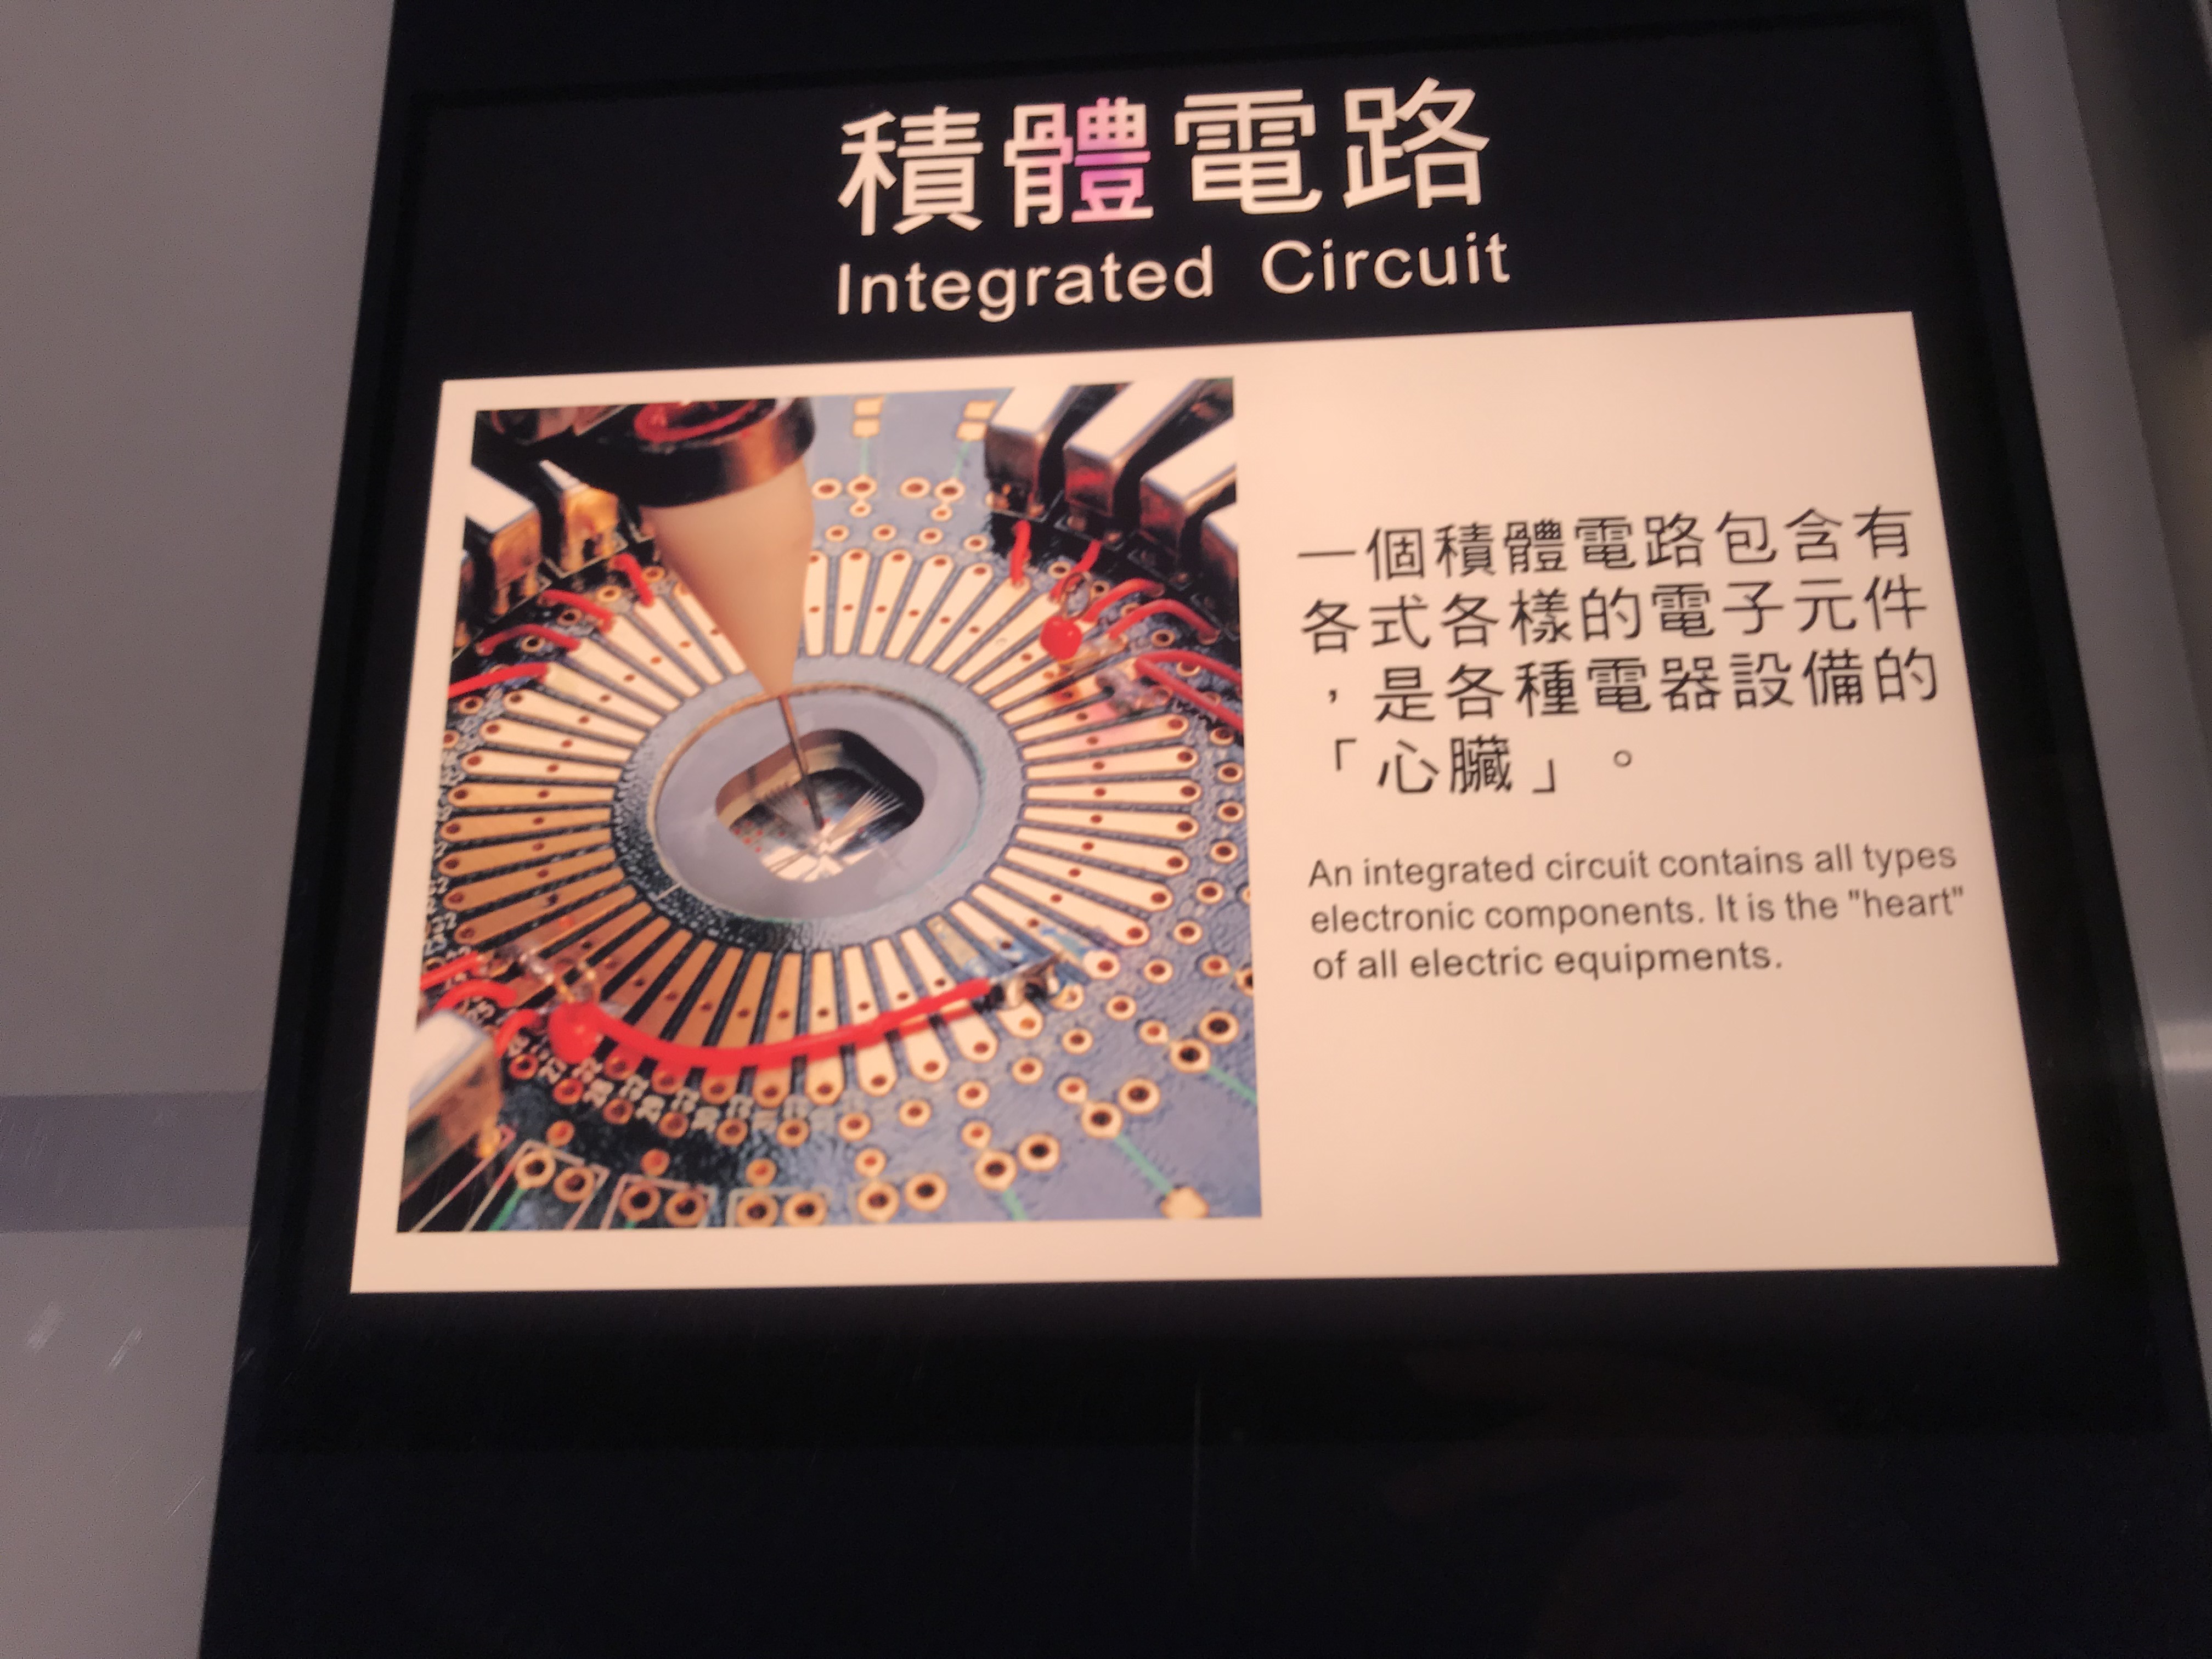 積體電路
Integrated Circuit
一個積體電路包含有
各式各樣的電子元件
，是各種電器設備的
「心臟」。
An integrated circuit contains all types
electronic components. It is the "heart"
of all electric equipments.